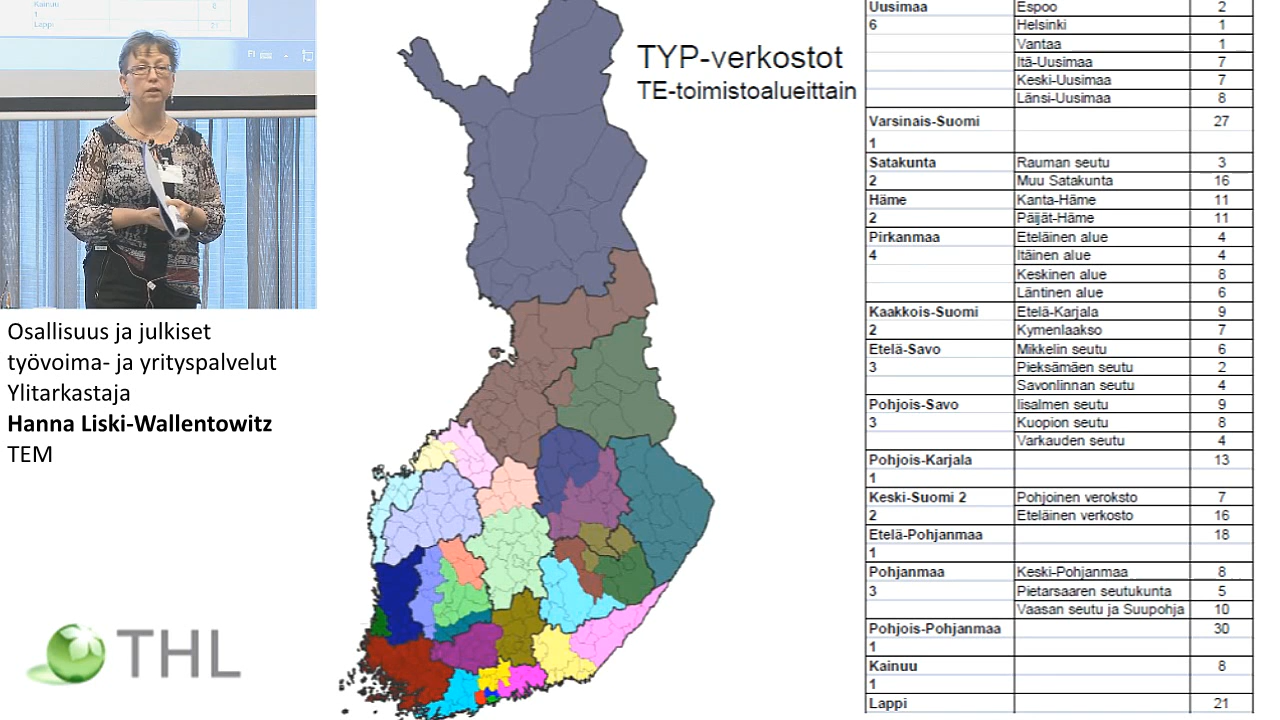 Kainuu
8
1
Lappi
21
FI
Osallisuus ja julkiset
työvoima- ja yrityspalvelut
Ylitarkastaja
Hanna Liski-Wallentowitz
TEM
THL
TYP-verkostot
TE-toimistoalueittain
Uusimaa Espoo 2
6 Helsinki 1
Vantaa 1
Itä-Uusimaa 7
Keski-Uusimaa 7
Länsi-Uusimaa 8
Varsinais-Suomi 27
1
Satakunta Rauman seutu 3
2 Muu Satakunta 16
Häme Kanta-Häme 11
2 Päijät-Häme 11
Pirkanmaa Eteläinen alue 4
4 Itäinen alue 4
Keskinen alue 8
Läntinen alue 6
Kaakkois-Suomi Etelä-Karjala 9
2 Kymenlaakso 7
Etelä-Savo Mikkelin seutu 6
3 Pieksämäen seutu 2
Savonlinnan seutu 4
Pohjois-Savo Iisalmen seutu 9
3 Kuopion seutu 8
Varkauden seutu 4
Pohjois-Karjala 13
1
Keski-Suomi 2 Pohjoinen veroksto 7
2 Eteläinen verkosto 16
Etelä-Pohjanmaa 18
1
Pohjanmaa Keski-Pohjanmaa 8
3 Pietarsaaren seutukunta 5
Vaasan seutu ja Suupohja 10
Pohjois-Pohjanmaa 30
1
Kainuu 8
1
Lappi 21